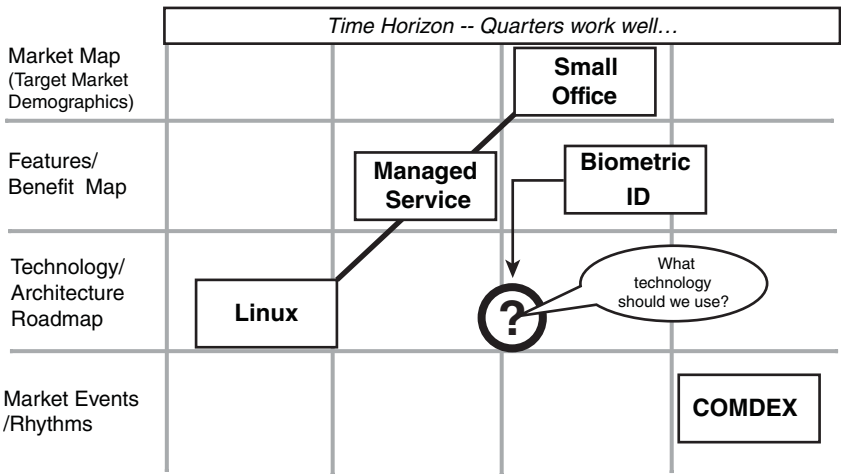 Time Horizon -- Quarters work well…
Market Map
(Target Market
Demographics)
Small
Office
Features/
Benefit Map
Managed
Service
Biometric
ID
Technology/
Architecture
Roadmap
Linux
?
What
technology
should we use?
Market Events
/Rhythms
COMDEX